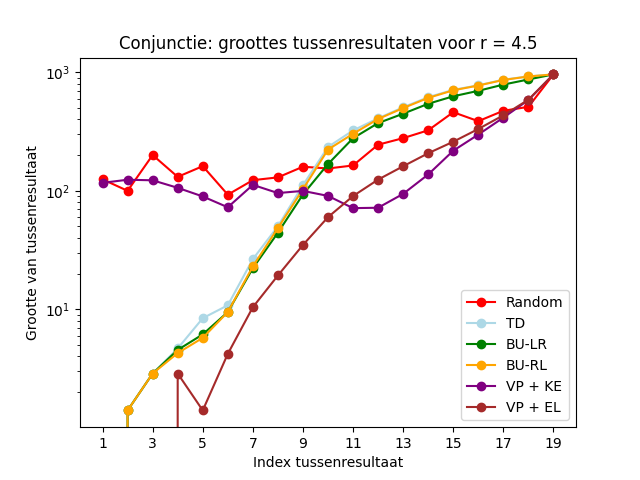 Conjunctie: groottes tussenresultaten voor r = 4.5
Grootte van tussenresultaat
10³
10²
10¹
1 3 5 7 9 11 13 15 17 19
Index tussenresultaat
Random
TD
BU-LR
BU-RL
VP + KE
VP + EL